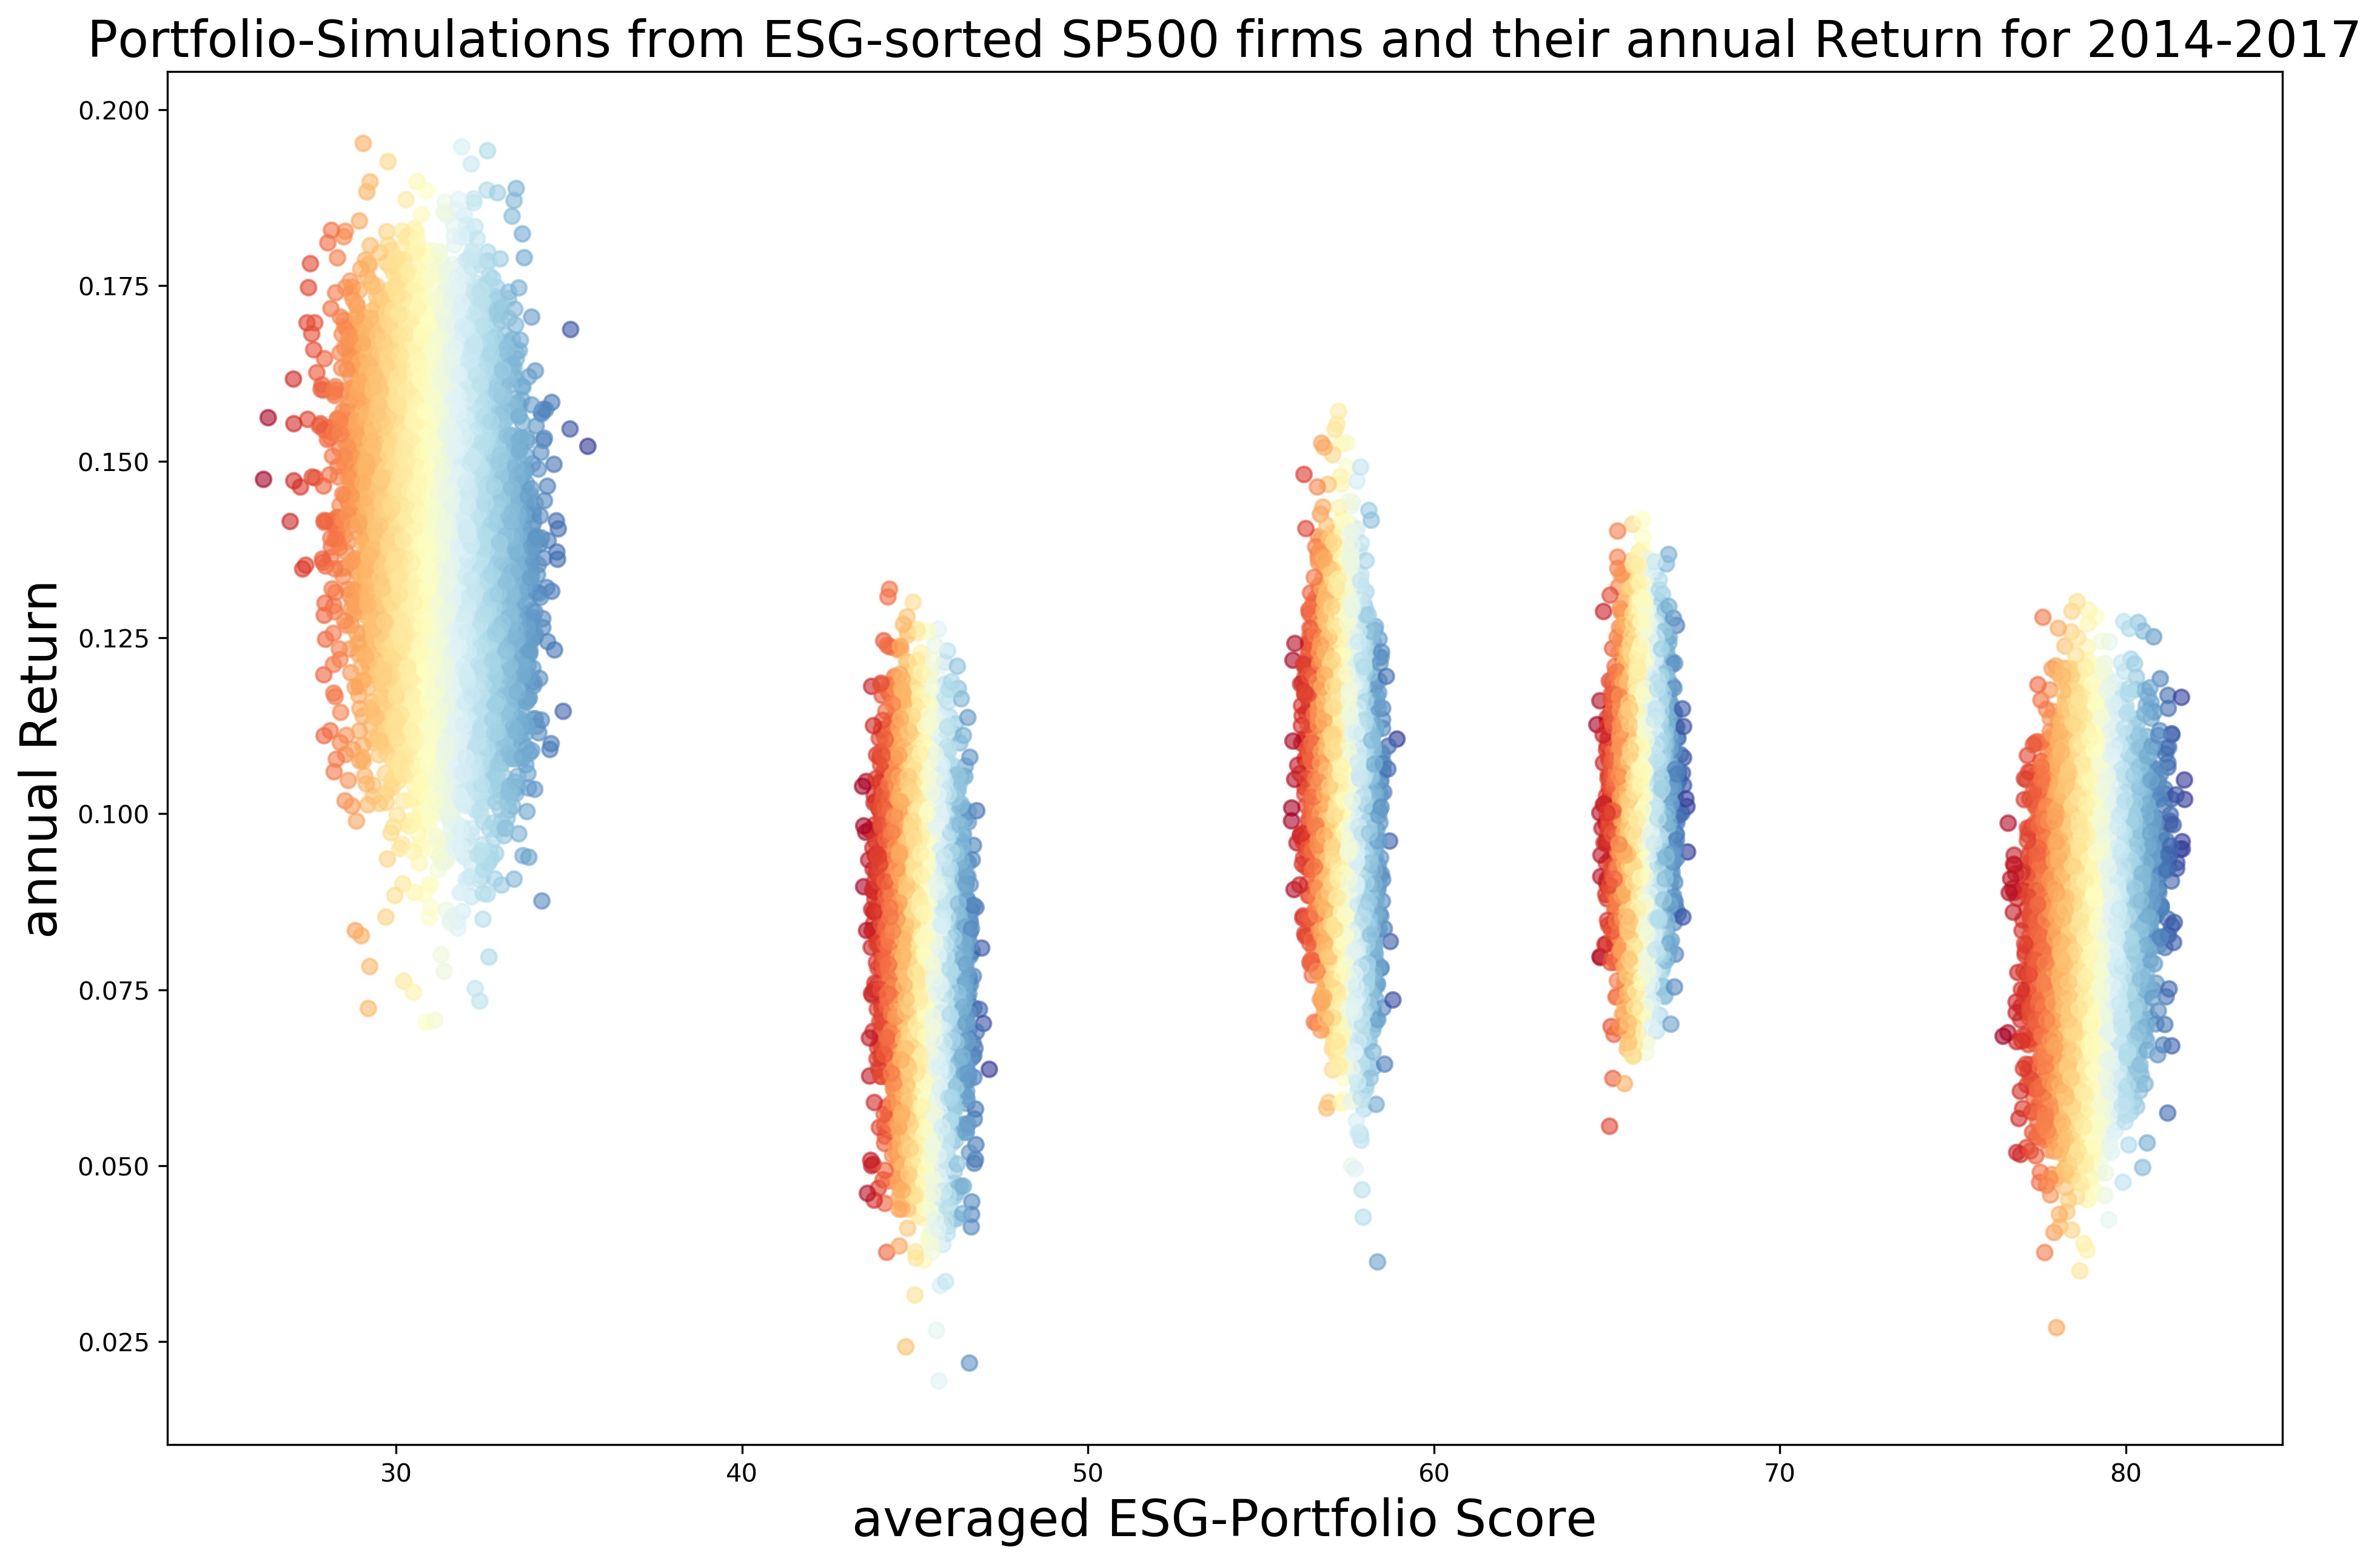 Portfolio-Simulations from ESG-sorted SP500 firms and their annual Return for 2014-2017
0.200
0.175
0.150
0.125
0.100
0.075
0.050
0.025
annual Return
30 40 50 60 70 80
averaged ESG-Portfolio Score